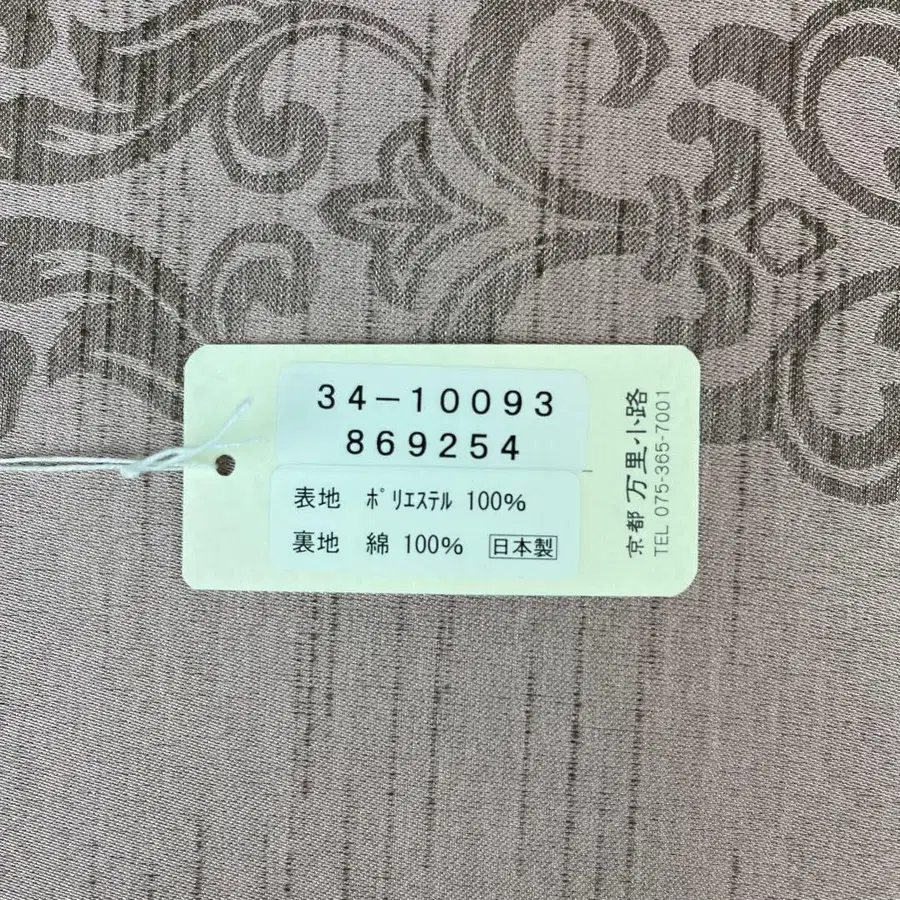 34-10093
869254
表地 ﾎﾟﾘｴｽﾃﾙ 100%
裏地 綿 100% 日本製
京都 万里小路
TEL 075-365-7001